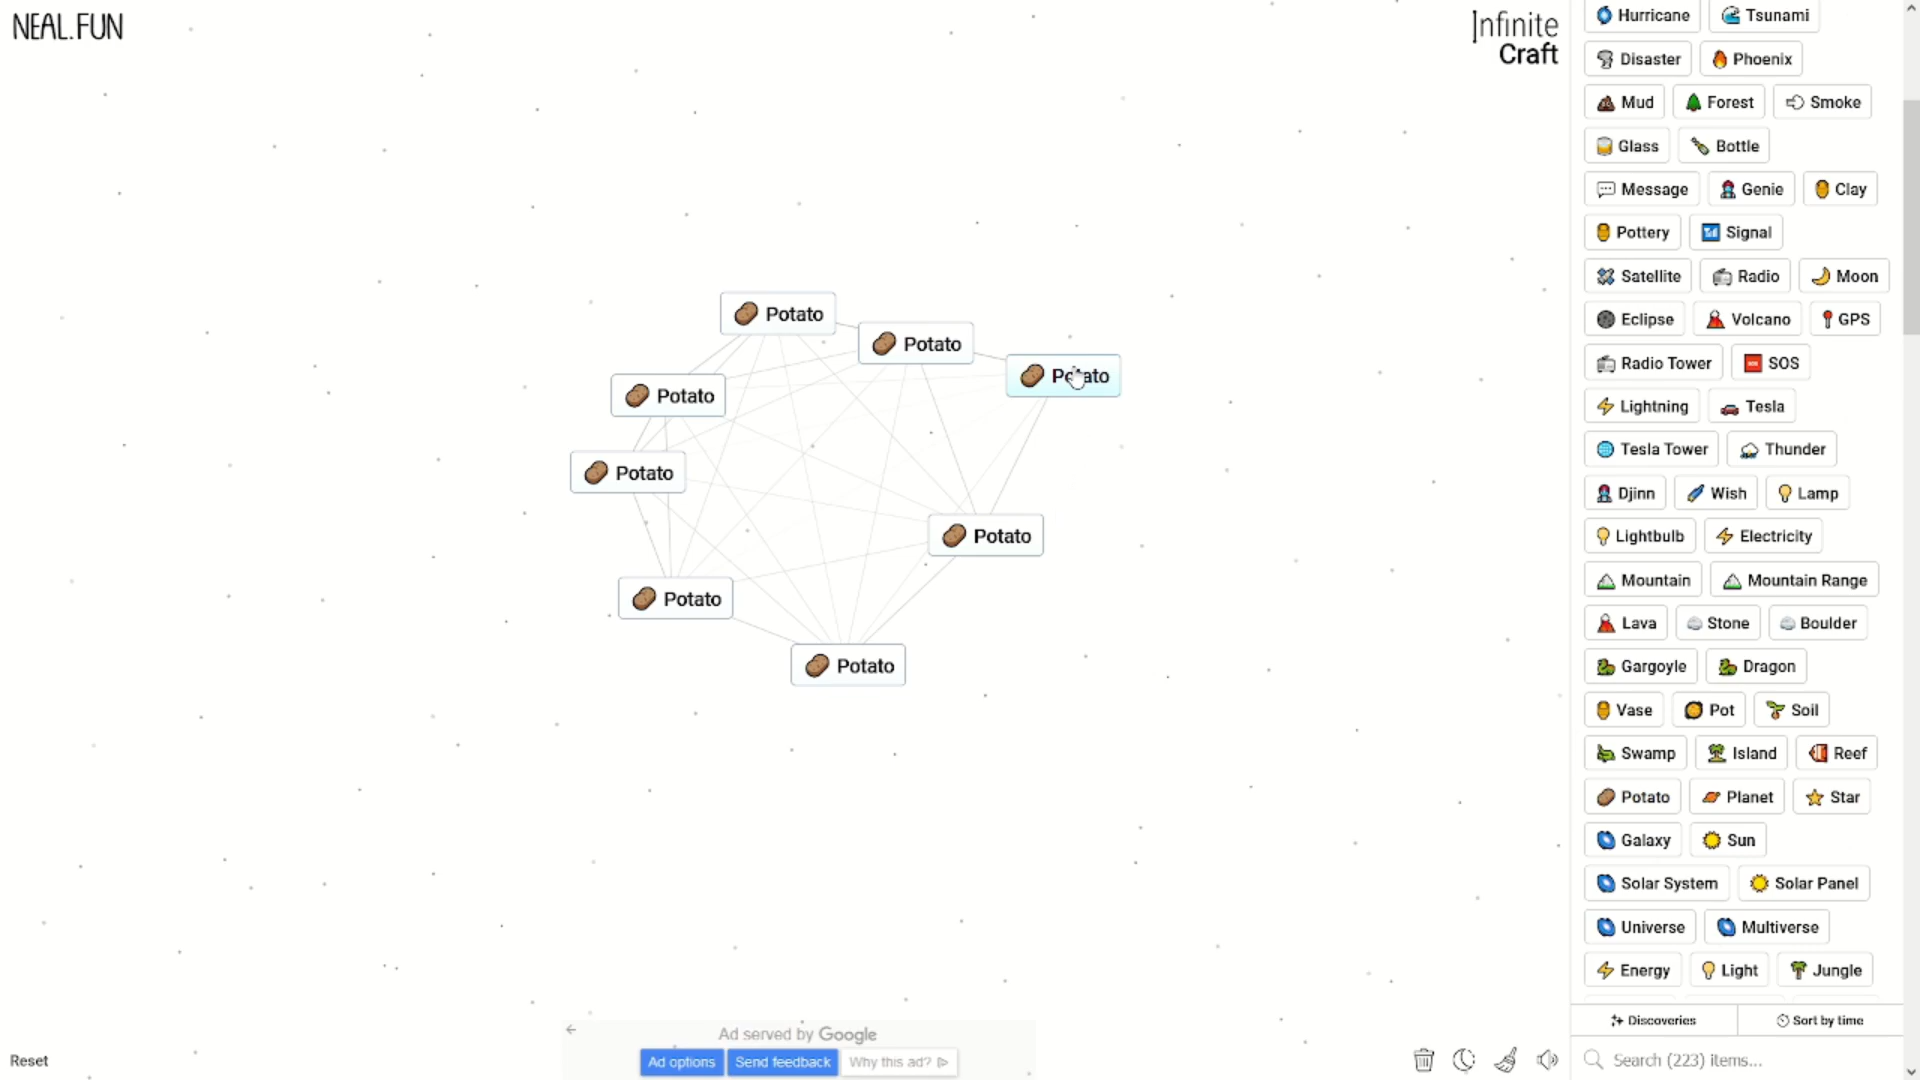 NEAL.FUN
Infinite
Craft
Potato
Potato
Potato
Potato
Potato
Potato
Potato
Potato
Hurricane Tsunami
Disaster Phoenix
Mud Forest Smoke
Glass Bottle
Message Genie Clay
Pottery Signal
Satellite Radio Moon
Eclipse Volcano GPS
Radio Tower SOS
Lightning Tesla
Tesla Tower Thunder
Djinn Wish Lamp
Lightbulb Electricity
Mountain Mountain Range
Lava Stone Boulder
Gargoyle Dragon
Vase Pot Soil
Swamp Island Reef
Potato Planet Star
Galaxy Sun
Solar System Solar Panel
Universe Multiverse
Energy Light Jungle
Discoveries Sort by time
Search (223) items...
Ad served by Google
Ad options Send feedback Why this ad?
Reset